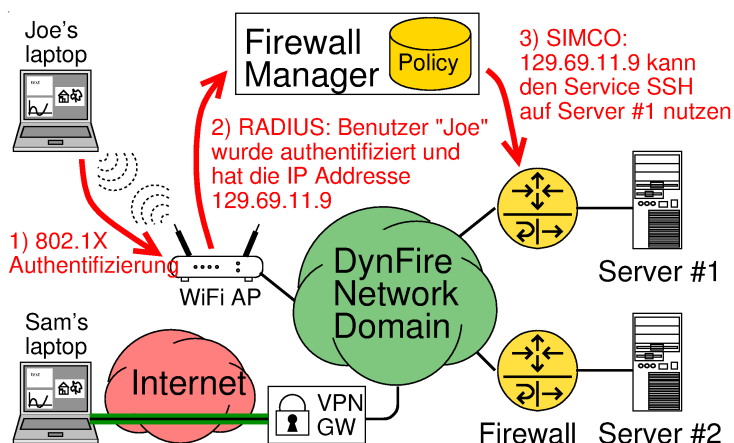 Joe's
laptop
Firewall
Manager
Policy
3) SIMCO:
129.69.11.9 kann
den Service SSH
auf Server #1 nutzen
2) RADIUS: Benutzer "Joe"
wurde authentifiziert und
hat die IP Addresse
129.69.11.9
1) 802.1X
Authentifizierung
WiFi AP
DynFire
Network
Domain
Server #1
Sam's
laptop
Internet
VPN
GW
Firewall
Server #2